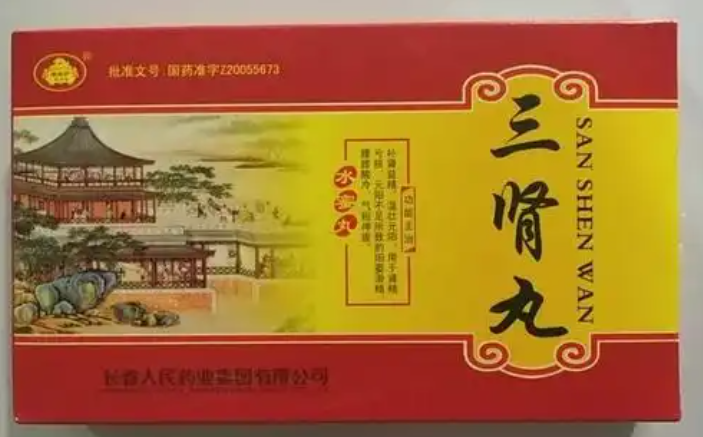 批准文号:国药准字Z20055673
三肾丸
SAN SHEN WAN
功能主治
补肾益精,温壮元阳。用于肾精
亏损、元阳不足所致的阳萎滑精,
腰膝酸冷,气短神疲。
水蜜丸
长春人民药业集团有限公司